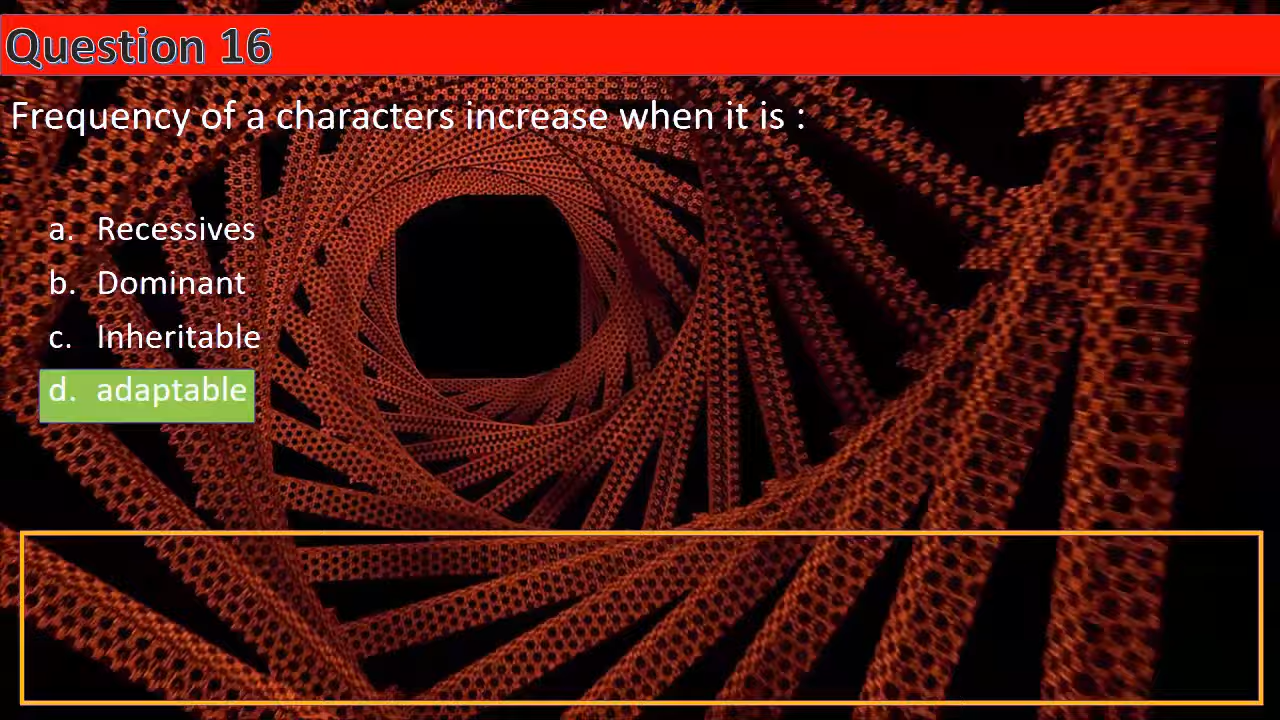 Question 16
Frequency of a characters increase when it is :
a. Recessives
b. Dominant
c. Inheritable
d. adaptable